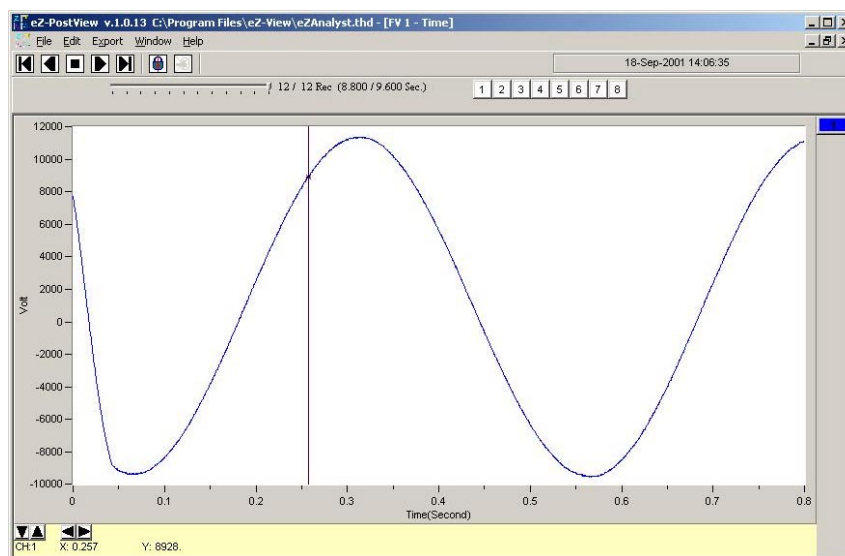 eZ-PostView v.1.0.13 C:\Program Files\eZ-View\eZAnalyst.thd - [FV 1 - Time]
File Edit Export Window Help
18-Sep-2001 14:06:35
12 / 12 Rec (8.800 / 9.600 Sec.)
1 2 3 4 5 6 7 8
12000
10000
8000
6000
4000
2000
0
-2000
-4000
-6000
-8000
-10000
Volt
0 0.1 0.2 0.3 0.4 0.5 0.6 0.7 0.8
Time(Second)
CH:1 X: 0.257 Y: 8928.